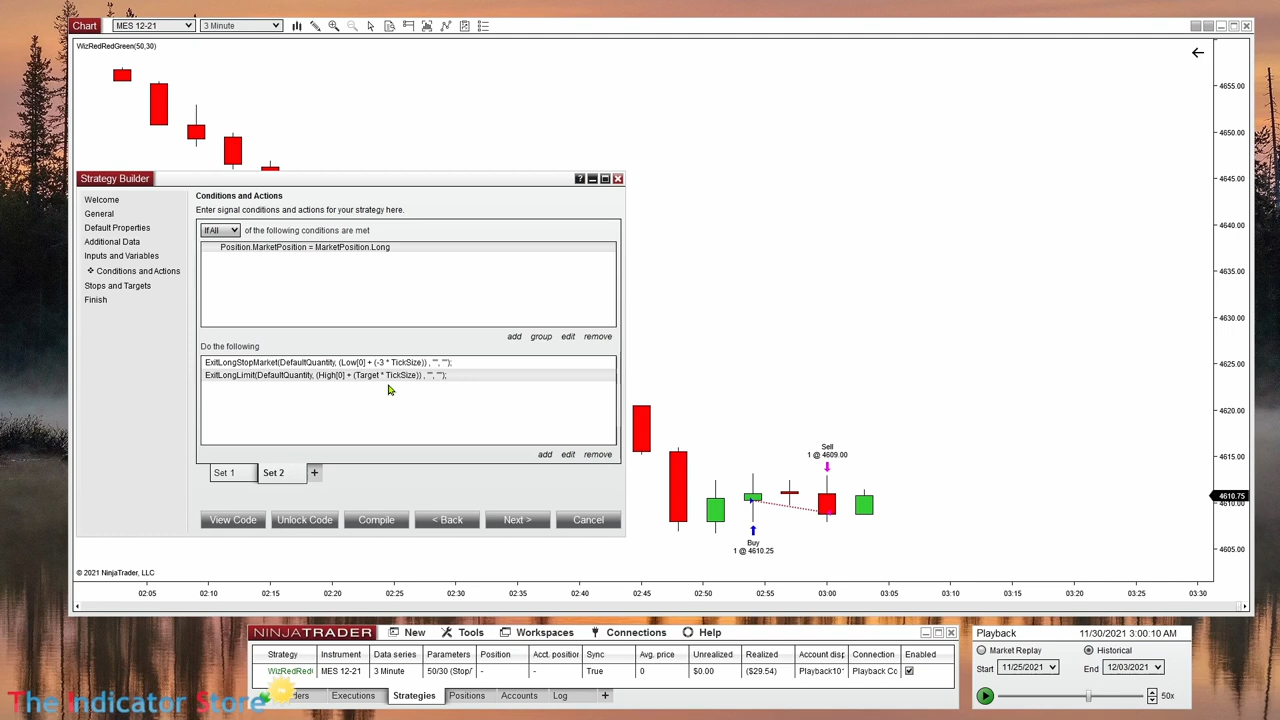 Chart MES 12-21 3 Minute
WizRedRedGreen(50,30)
4655.00
4650.00
4645.00
4640.00
4635.00
4630.00
4625.00
4620.00
4615.00
4610.75
4610.00
4605.00
Strategy Builder ?
Welcome
General
Default Properties
Additional Data
Inputs and Variables
Conditions and Actions
Stops and Targets
Finish
Conditions and Actions
Enter signal conditions and actions for your strategy here.
If All of the following conditions are met
Position.MarketPosition = MarketPosition.Long
add group edit remove
Do the following
ExitLongStopMarket(DefaultQuantity, (Low[0] + (-3 * TickSize)) , "", "");
ExitLongLimit(DefaultQuantity, (High[0] + (Target * TickSize)) , "", "");
add edit remove
Set 1 Set 2 +
View Code Unlock Code Compile < Back Next > Cancel
Sell
1 @ 4609.00
Buy
1 @ 4610.25
© 2021 NinjaTrader, LLC
02:05 02:10 02:15 02:20 02:25 02:30 02:35 02:40 02:45 02:50 02:55 03:00 03:05 03:10 03:15 03:20 03:25 03:30
NINJATRADER New Tools Workspaces Connections Help
Strategy Instrument Data series Parameters Position Acct. position Sync Avg. price Unrealized Realized Account disp Connection Enabled
WizRedRedG MES 12-21 3 Minute 50/30 (Stop/ - - True 0 $0.00 ($29.54) Playback10 Playback Co
Executions Strategies Positions Accounts Log +
Playback 11/30/2021 3:00:10 AM
Market Replay Historical
Start 11/25/2021 End 12/03/2021
50x
The Indicator Store